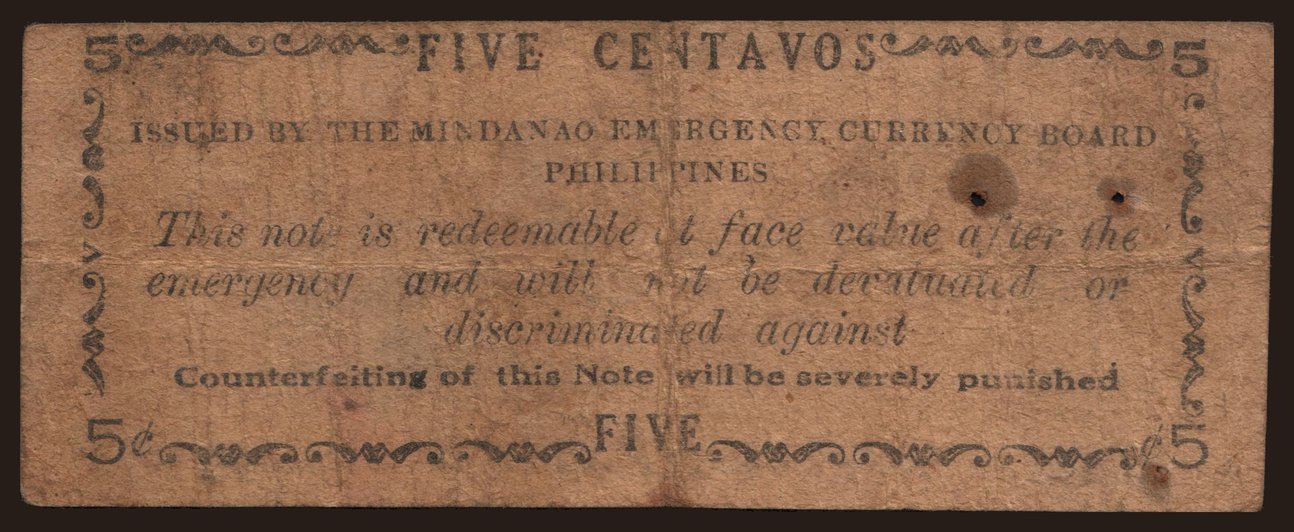 5¢ FIVE CENTAVOS 5
ISSUED BY THE MINDANAO EMERGENCY CURRENCY BOARD
PHILIPPINES
This note is redeemable at face value after the
emergency and will not be devaluated or
discriminated against
Counterfeiting of this Note will be severely punished
5¢ FIVE ¢5